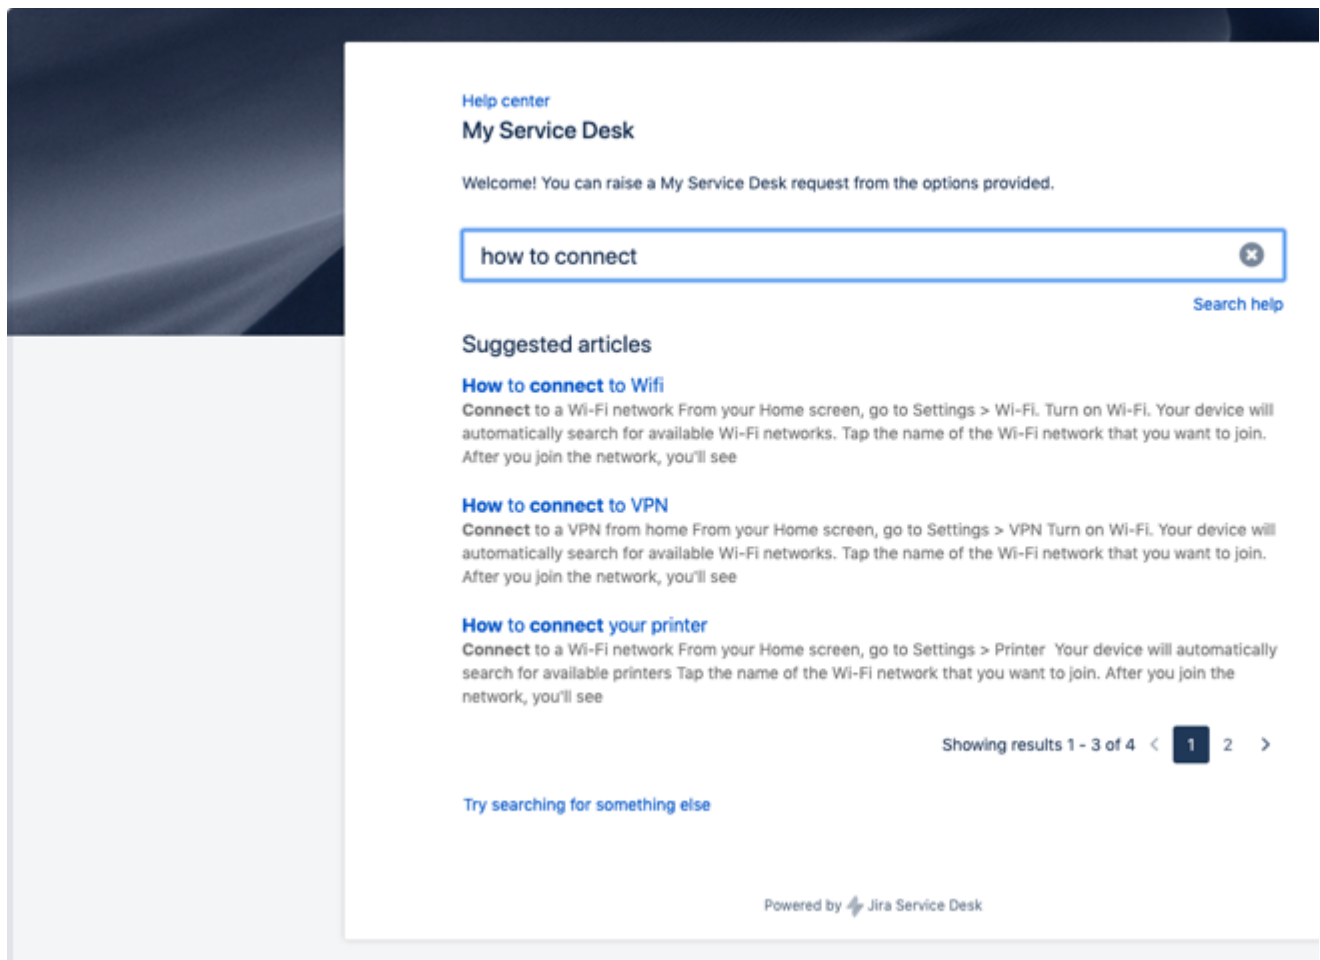 Help center
My Service Desk
Welcome! You can raise a My Service Desk request from the options provided.
how to connect
Search help
Suggested articles
How to connect to Wifi
Connect to a Wi-Fi network From your Home screen, go to Settings > Wi-Fi. Turn on Wi-Fi. Your device will
automatically search for available Wi-Fi networks. Tap the name of the Wi-Fi network that you want to join.
After you join the network, you'll see
How to connect to VPN
Connect to a VPN from home From your Home screen, go to Settings > VPN Turn on Wi-Fi. Your device will
automatically search for available Wi-Fi networks. Tap the name of the Wi-Fi network that you want to join.
After you join the network, you'll see
How to connect your printer
Connect to a Wi-Fi network From your Home screen, go to Settings > Printer  Your device will automatically
search for available printers Tap the name of the Wi-Fi network that you want to join. After you join the
network, you'll see
Showing results 1 - 3 of 4 < 1 2 >
Try searching for something else
Powered by Jira Service Desk